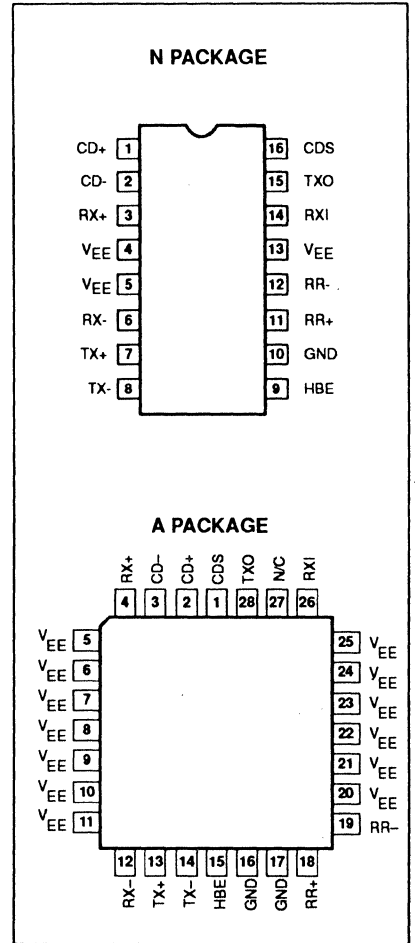 N PACKAGE
CD+ 1 16 CDS
CD- 2 15 TXO
RX+ 3 14 RXI
VEE 4 13 VEE
VEE 5 12 RR-
RX- 6 11 RR+
TX+ 7 10 GND
TX- 8 9 HBE
A PACKAGE
RX+ CD– CD+ CDS TXO N/C RXI
4 3 2 1 28 27 26
VEE 5 25 VEE
VEE 6 24 VEE
VEE 7 23 VEE
VEE 8 22 VEE
VEE 9 21 VEE
VEE 10 20 VEE
VEE 11 19 RR–
12 13 14 15 16 17 18
RX– TX+ TX– HBE GND GND RR+